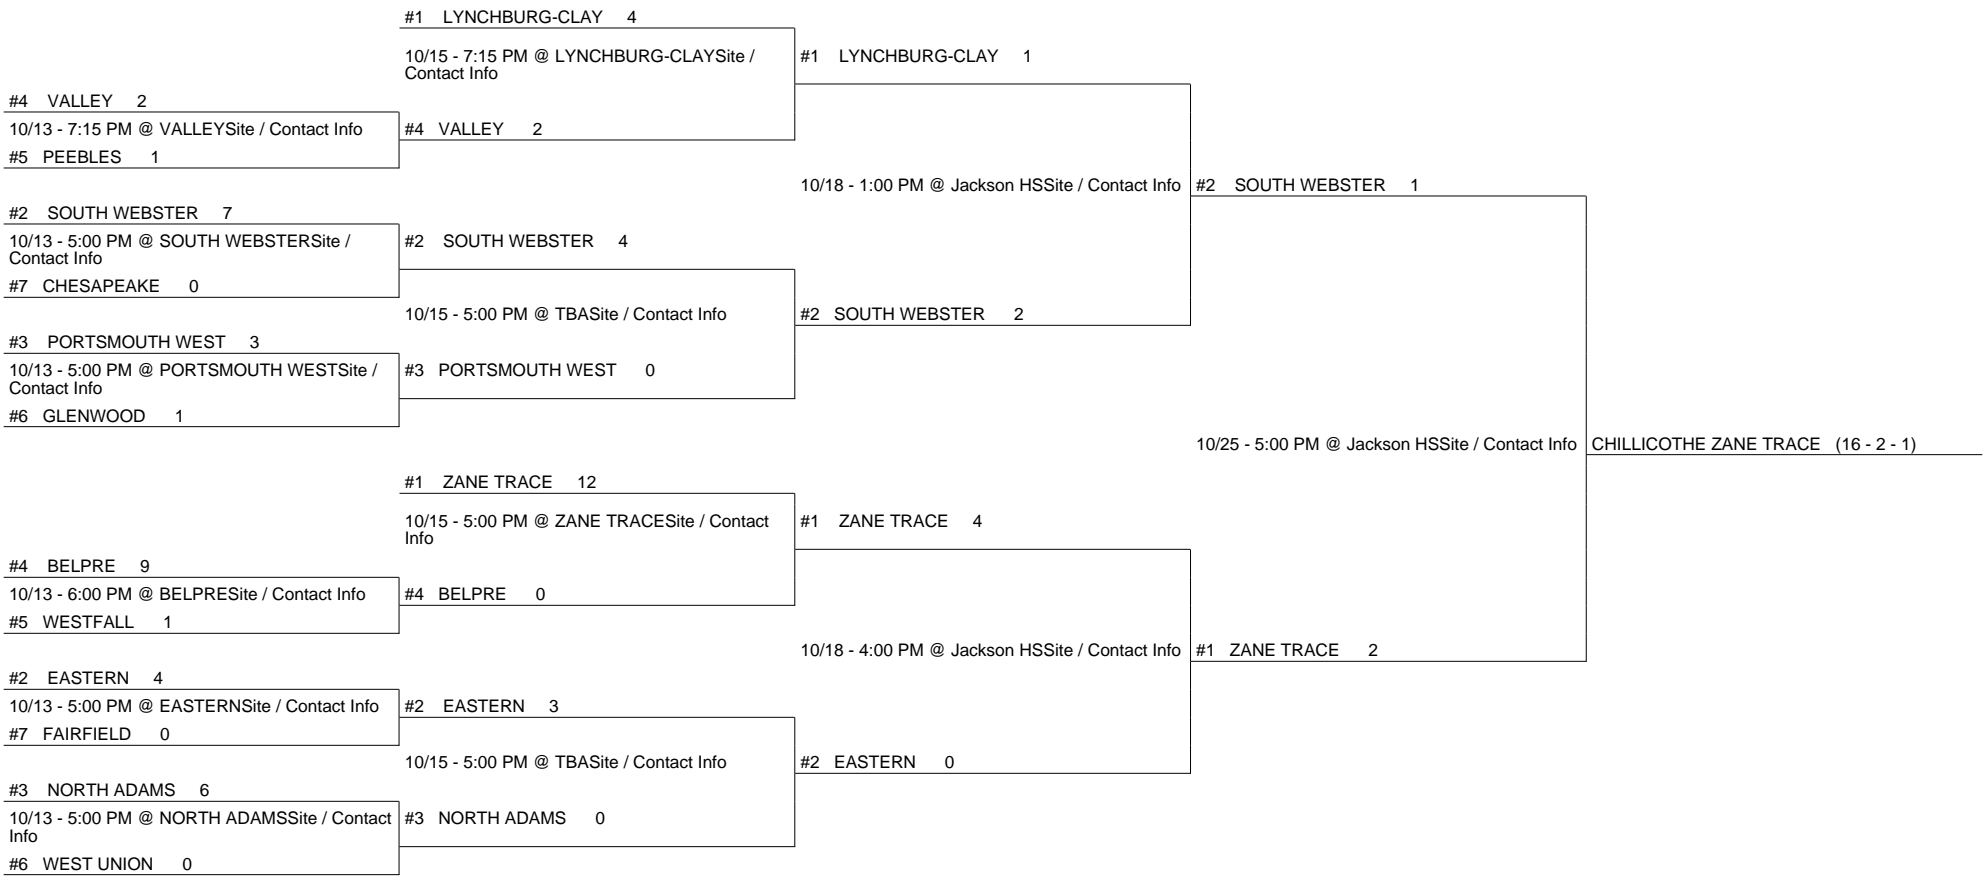 #1 LYNCHBURG-CLAY 4
10/15 - 7:15 PM @ LYNCHBURG-CLAYSite /
Contact Info
#1 LYNCHBURG-CLAY 1
#4 VALLEY 2
10/13 - 7:15 PM @ VALLEYSite / Contact Info
#4 VALLEY 2
#5 PEEBLES 1
10/18 - 1:00 PM @ Jackson HSSite / Contact Info
#2 SOUTH WEBSTER 1
#2 SOUTH WEBSTER 7
10/13 - 5:00 PM @ SOUTH WEBSTERSite /
Contact Info
#2 SOUTH WEBSTER 4
#7 CHESAPEAKE 0
10/15 - 5:00 PM @ TBASite / Contact Info
#2 SOUTH WEBSTER 2
#3 PORTSMOUTH WEST 3
10/13 - 5:00 PM @ PORTSMOUTH WESTSite /
Contact Info
#3 PORTSMOUTH WEST 0
#6 GLENWOOD 1
10/25 - 5:00 PM @ Jackson HSSite / Contact Info
CHILLICOTHE ZANE TRACE (16 - 2 - 1)
#1 ZANE TRACE 12
10/15 - 5:00 PM @ ZANE TRACESite / Contact
Info
#1 ZANE TRACE 4
#4 BELPRE 9
10/13 - 6:00 PM @ BELPRESite / Contact Info
#4 BELPRE 0
#5 WESTFALL 1
10/18 - 4:00 PM @ Jackson HSSite / Contact Info
#1 ZANE TRACE 2
#2 EASTERN 4
10/13 - 5:00 PM @ EASTERNSite / Contact Info
#2 EASTERN 3
#7 FAIRFIELD 0
10/15 - 5:00 PM @ TBASite / Contact Info
#2 EASTERN 0
#3 NORTH ADAMS 6
10/13 - 5:00 PM @ NORTH ADAMSSite / Contact
Info
#3 NORTH ADAMS 0
#6 WEST UNION 0